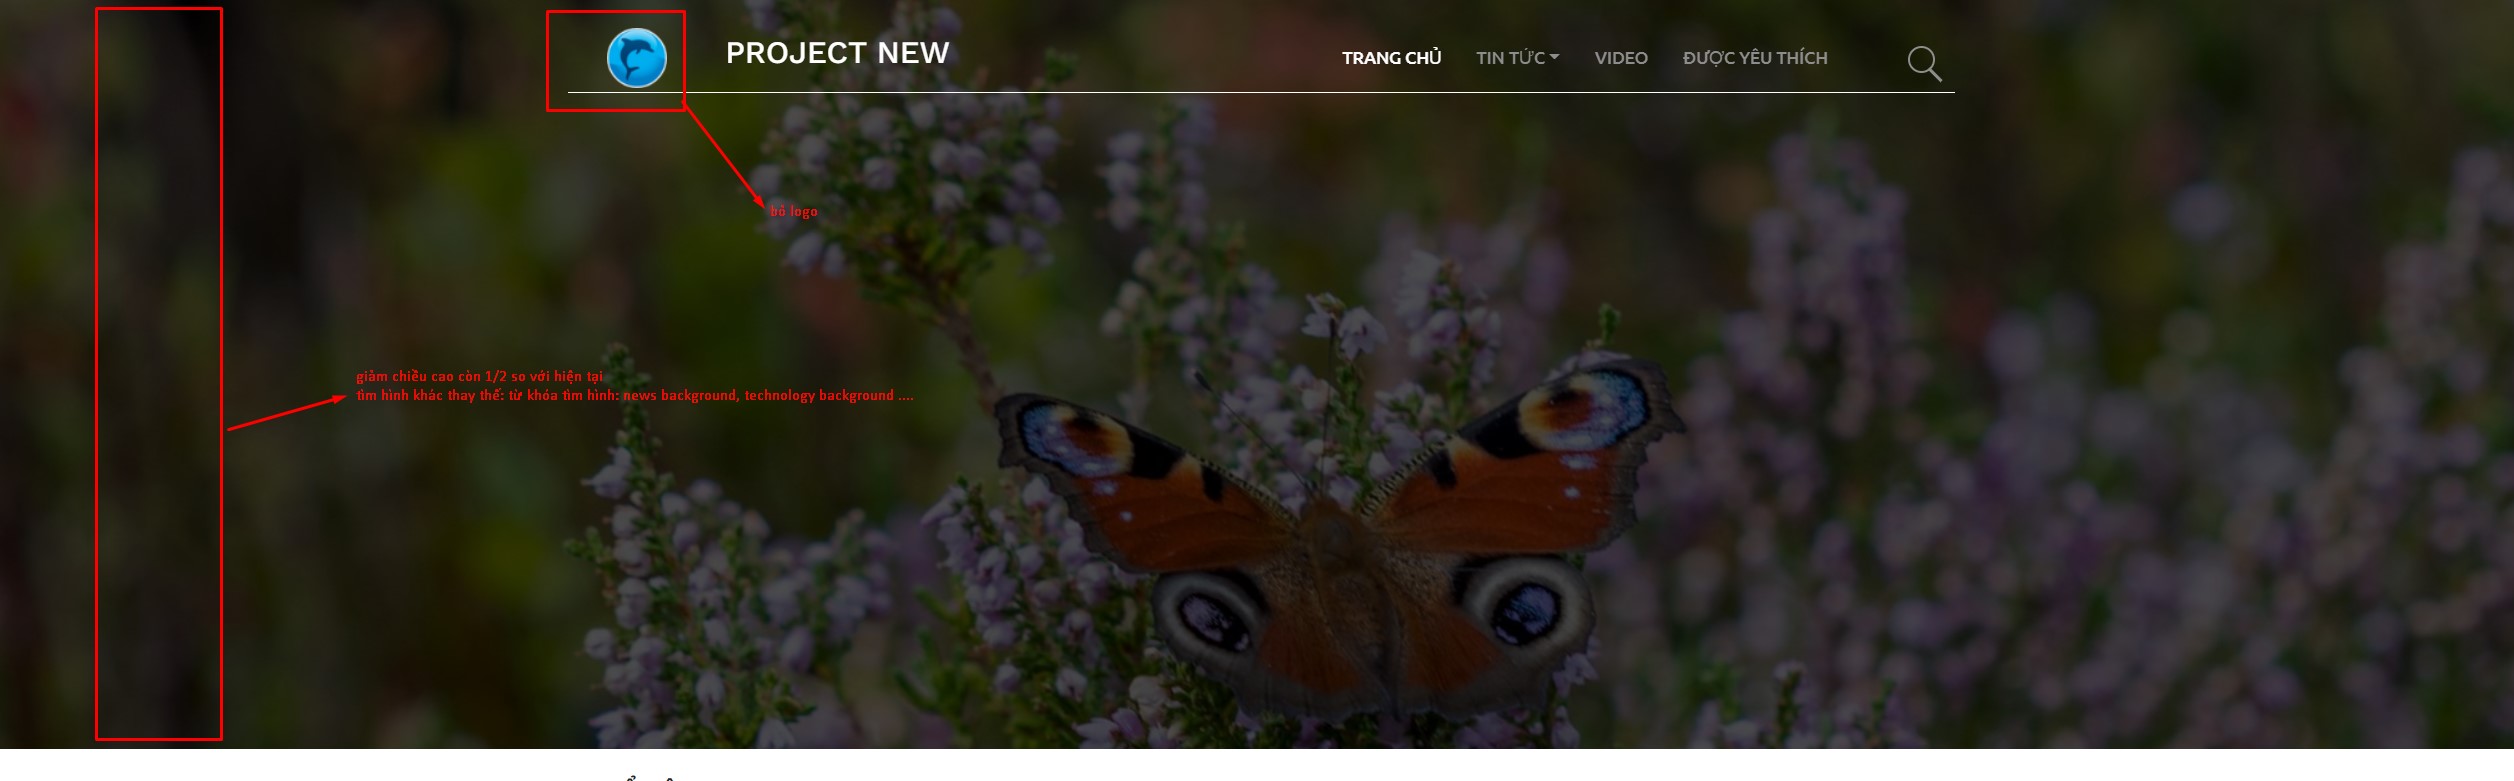 PROJECT NEW
TRANG CHỦ
TIN TỨC
VIDEO
ĐƯỢC YÊU THÍCH
bỏ logo
giảm chiều cao còn 1/2 so với hiện tại
tìm hình khác thay thế: từ khóa tìm hình: news background, technology background ....